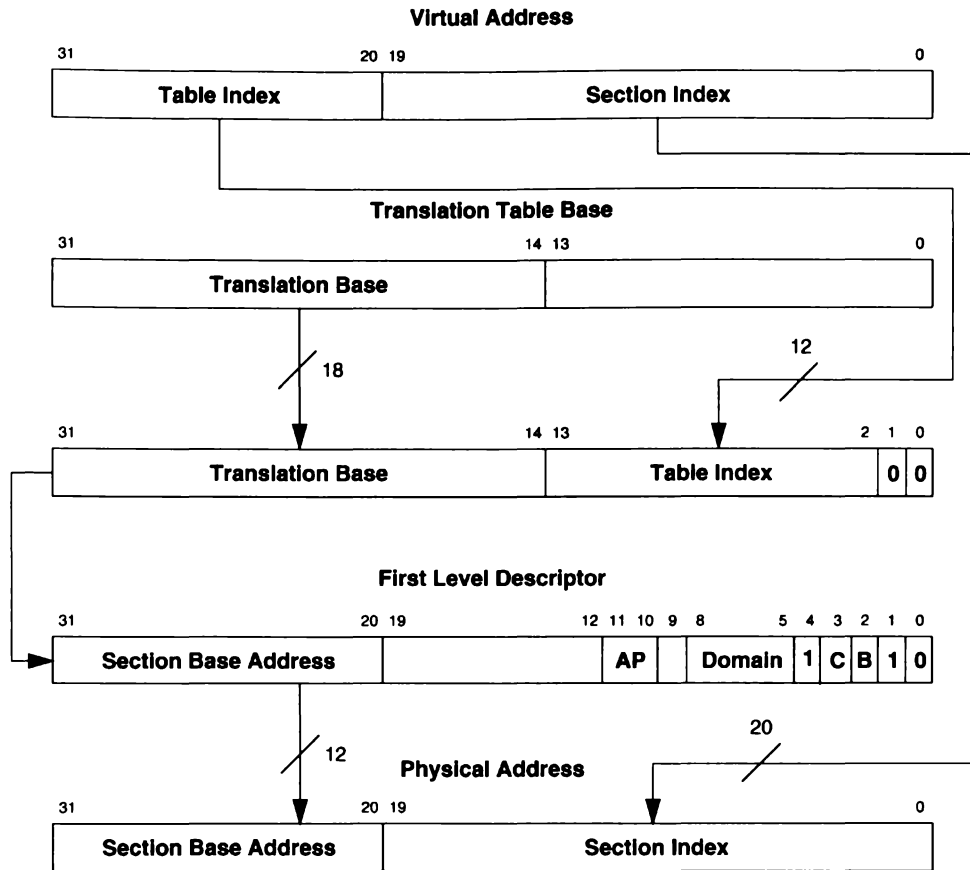 Virtual Address
31 20 19 0
Table Index Section Index
Translation Table Base
31 14 13 0
Translation Base
18
12
31 14 13 2 1 0
Translation Base Table Index 0 0
First Level Descriptor
31 20 19 12 11 10 9 8 5 4 3 2 1 0
Section Base Address AP Domain 1 C B 1 0
12
20
Physical Address
31 20 19 0
Section Base Address Section Index